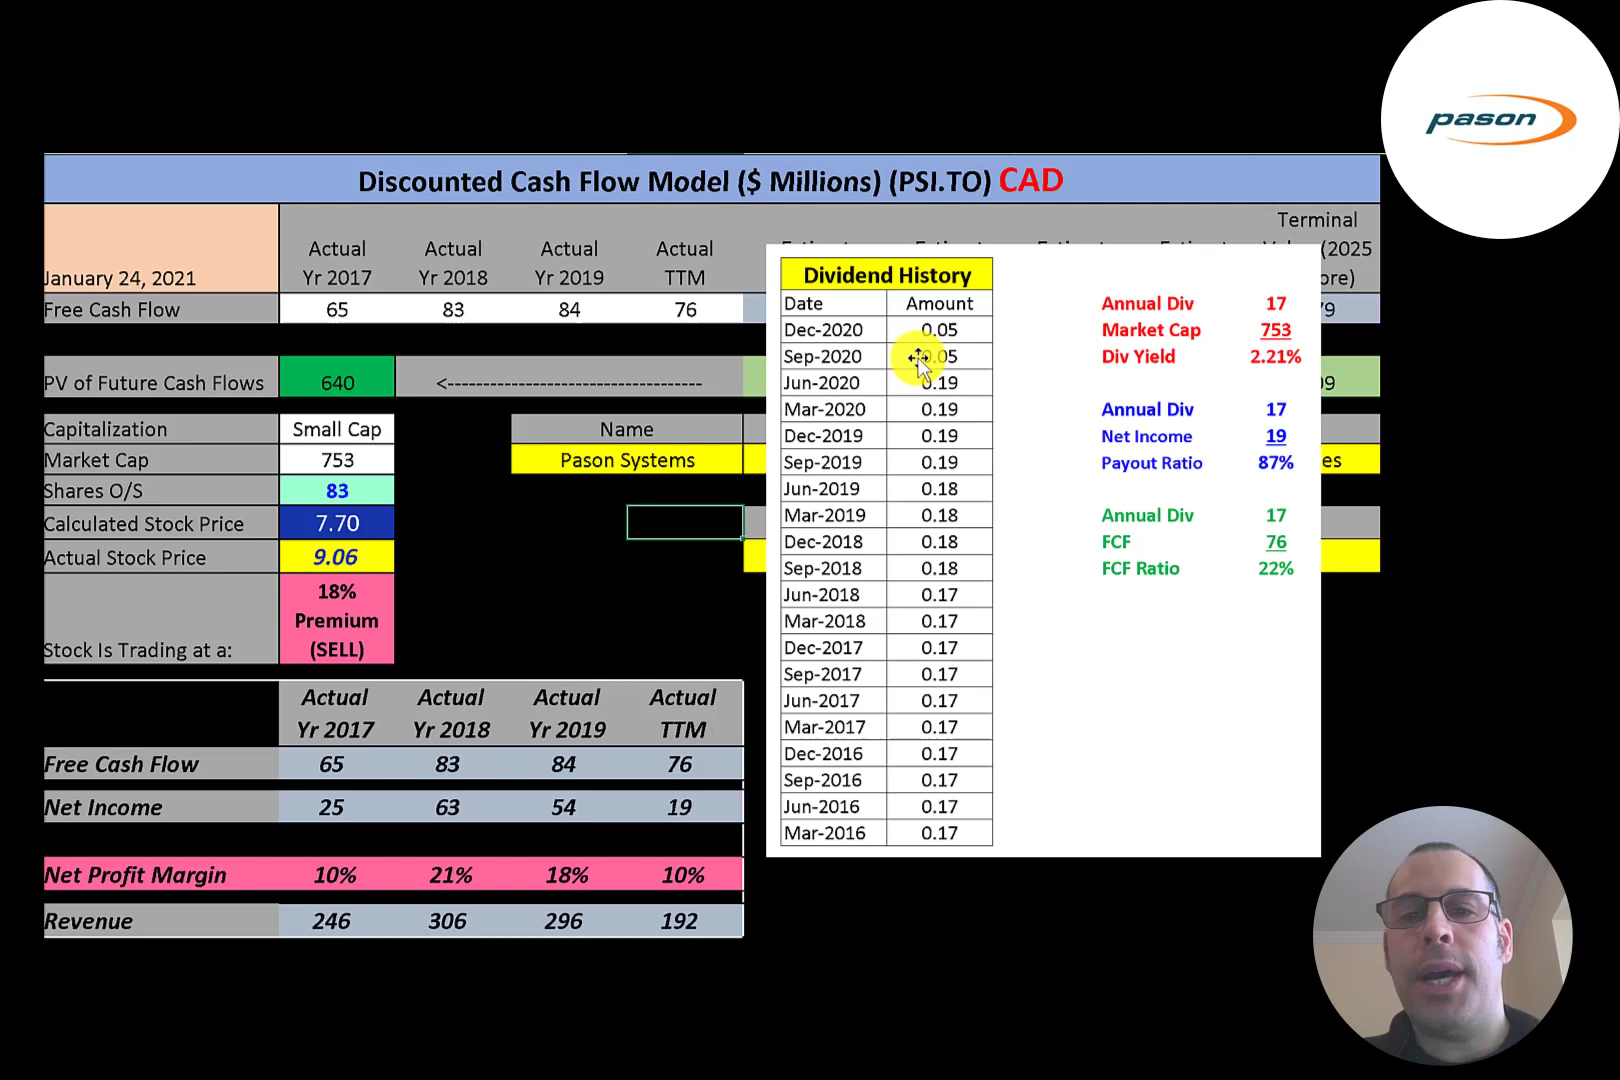 pason
Discounted Cash Flow Model ($ Millions) (PSI.TO) CAD
January 24, 2021
Actual Yr 2017
Actual Yr 2018
Actual Yr 2019
Actual TTM
Terminal
(2025
Free Cash Flow 65 83 84 76
PV of Future Cash Flows 640 <------------------------------
Capitalization Small Cap
Market Cap 753
Shares O/S 83
Calculated Stock Price 7.70
Actual Stock Price 9.06
Stock Is Trading at a: 18% Premium (SELL)
Name
Pason Systems
Dividend History
Date Amount
Dec-2020 0.05
Sep-2020 0.05
Jun-2020 0.19
Mar-2020 0.19
Dec-2019 0.19
Sep-2019 0.19
Jun-2019 0.18
Mar-2019 0.18
Dec-2018 0.18
Sep-2018 0.18
Jun-2018 0.17
Mar-2018 0.17
Dec-2017 0.17
Sep-2017 0.17
Jun-2017 0.17
Mar-2017 0.17
Dec-2016 0.17
Sep-2016 0.17
Jun-2016 0.17
Mar-2016 0.17
Annual Div 17
Market Cap 753
Div Yield 2.21%
Annual Div 17
Net Income 19
Payout Ratio 87%
Annual Div 17
FCF 76
FCF Ratio 22%
Actual Yr 2017
Actual Yr 2018
Actual Yr 2019
Actual TTM
Free Cash Flow 65 83 84 76
Net Income 25 63 54 19
Net Profit Margin 10% 21% 18% 10%
Revenue 246 306 296 192